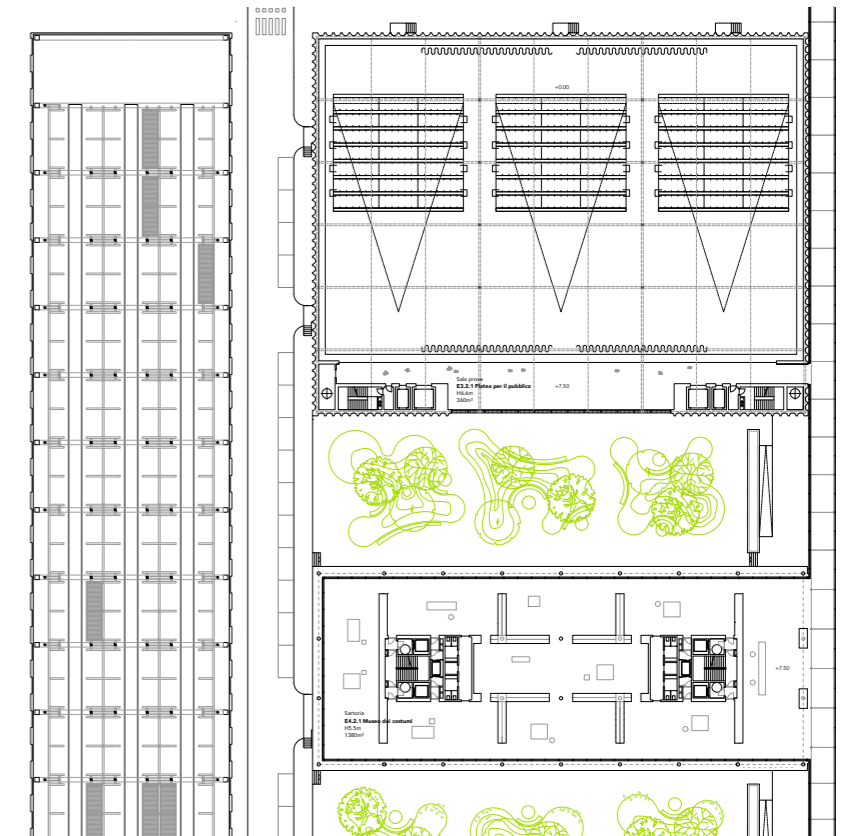 +0.00
Sala prove
E3.2.1 Platea per il pubblico
H6.6m
360m²
+7.50
+7.50
Sartoria
E4.2.1 Museo dei costumi
H5.5m
1380m²